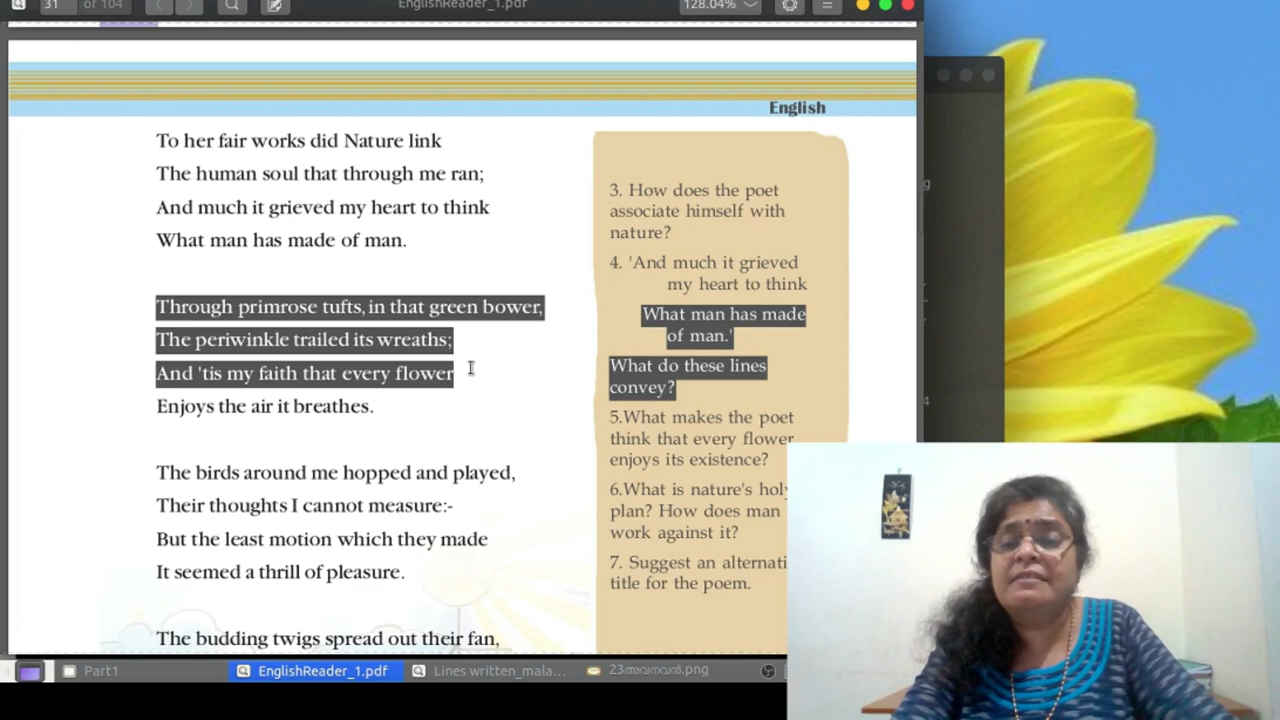 31
or 104
EnglishReader_1.pdf
128.04%
English
To her fair works did Nature link
The human soul that through me ran;
And much it grieved my heart to think
What man has made of man.
Through primrose tufts, in that green bower,
The periwinkle trailed its wreaths;
And 'tis my faith that every flower
Enjoys the air it breathes.
The birds around me hopped and played,
Their thoughts I cannot measure:-
But the least motion which they made
It seemed a thrill of pleasure.
The budding twigs spread out their fan,
3. How does the poet
associate himself with
nature?
4. 'And much it grieved
my heart to think
What man has made
of man.'
What do these lines
convey?
5.What makes the poet
think that every flower
enjoys its existence?
6.What is nature's holy
plan? How does man
work against it?
7. Suggest an alternati
title for the poem.
Part1
EnglishReader_1.pdf
Lines written_mala...
23അവനവൻ.png